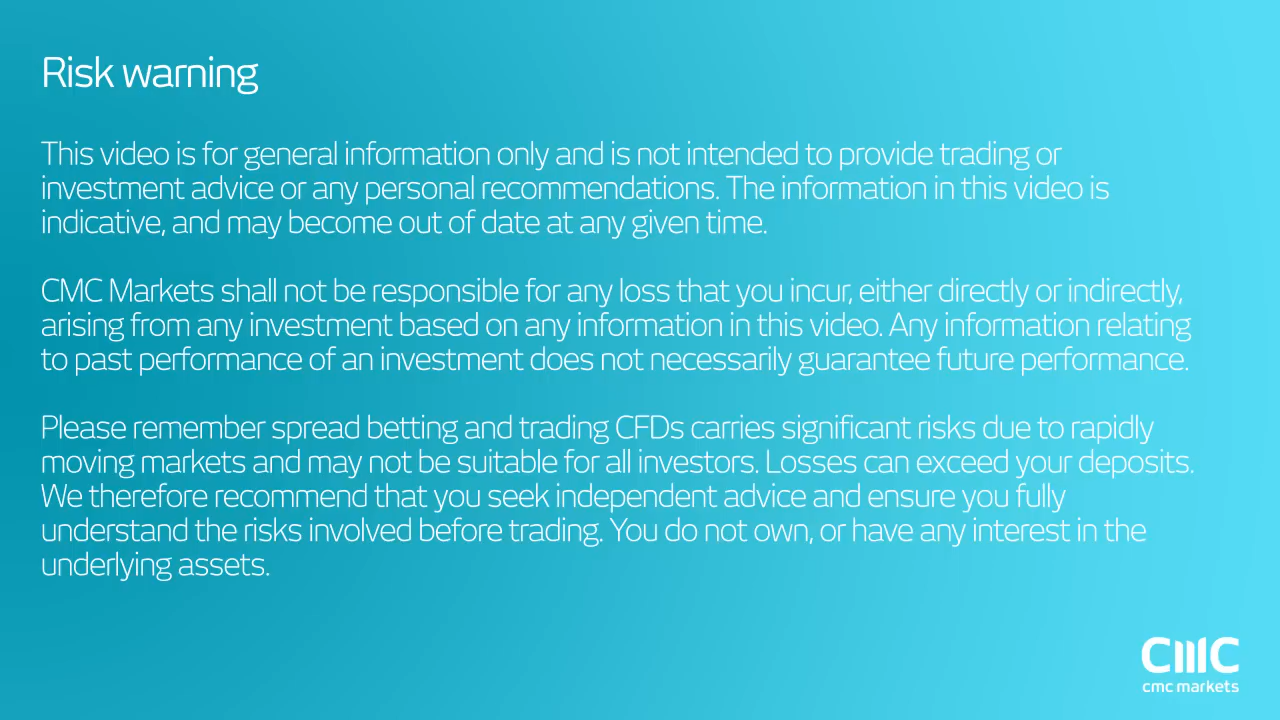 Risk warning
This video is for general information only and is not intended to provide trading or
investment advice or any personal recommendations. The information in this video is
indicative, and may become out of date at any given time.
CMC Markets shall not be responsible for any loss that you incur, either directly or indirectly,
arising from any investment based on any information in this video. Any information relating
to past performance of an investment does not necessarily guarantee future performance.
Please remember spread betting and trading CFDs carries significant risks due to rapidly
moving markets and may not be suitable for all investors. Losses can exceed your deposits.
We therefore recommend that you seek independent advice and ensure you fully
understand the risks involved before trading. You do not own, or have any interest in the
underlying assets.
CMC
cmc markets